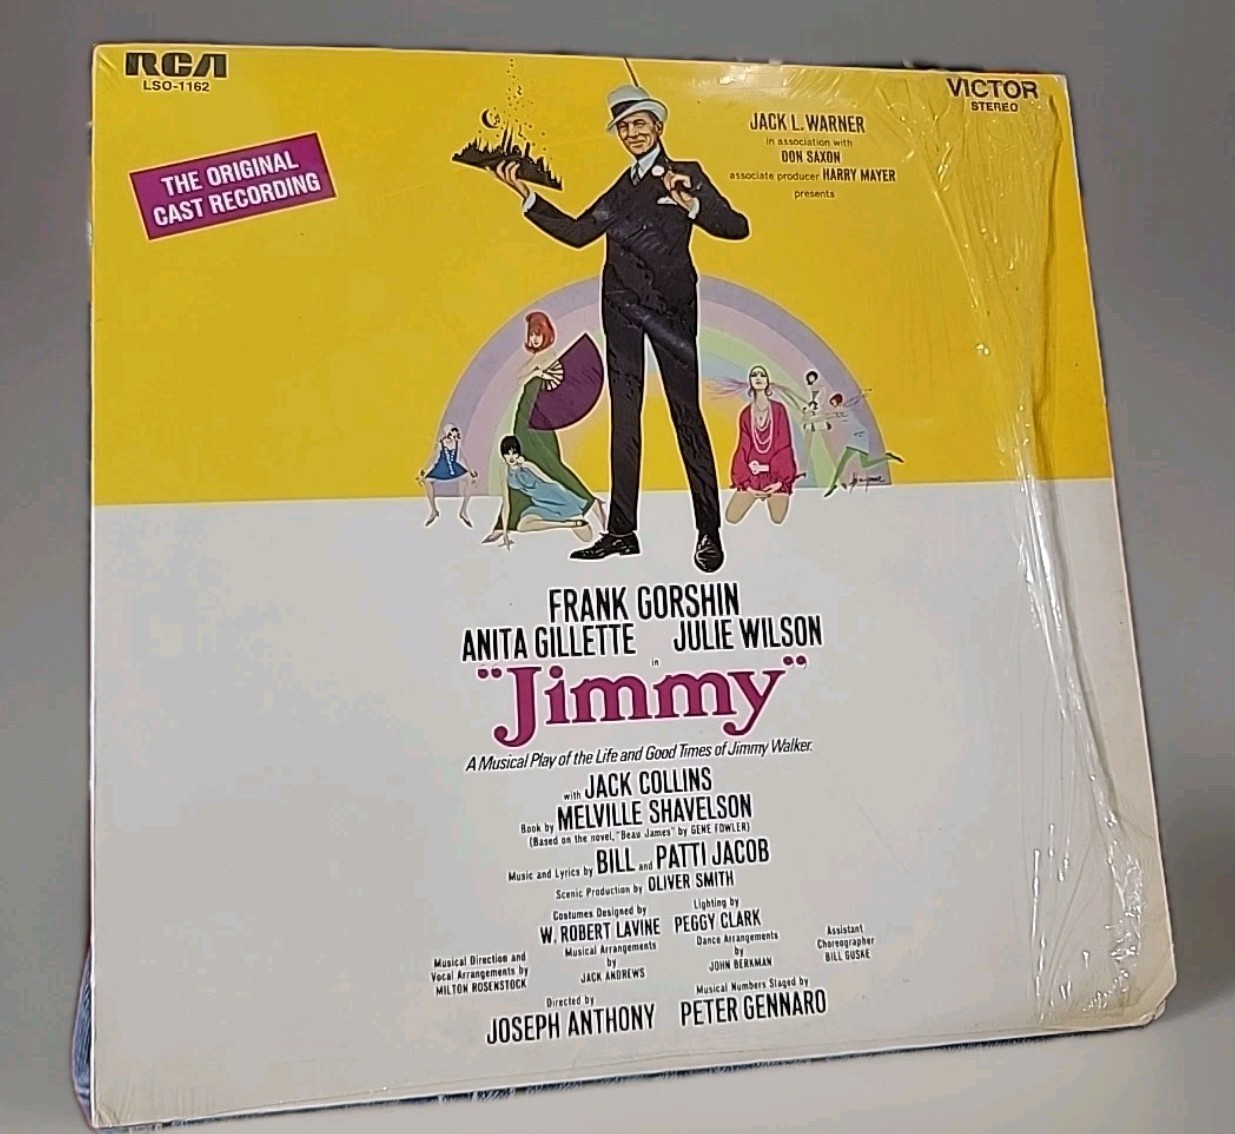 RCA
LSO-1162
VICTOR
STEREO
THE ORIGINAL
CAST RECORDING
JACK L. WARNER
in association with
DON SAXON
associate producer HARRY MAYER
presents
FRANK GORSHIN
ANITA GILLETTE JULIE WILSON
in
"Jimmy"
A Musical Play of the Life and Good Times of Jimmy Walker.
with JACK COLLINS
Book by MELVILLE SHAVELSON
(Based on the novel, "Beau James" by GENE FOWLER)
Music and Lyrics by BILL and PATTI JACOB
Scenic Production by OLIVER SMITH
Costumes Designed by
W. ROBERT LAVINE
Lighting by
PEGGY CLARK
Musical Direction and
Vocal Arrangements by
MILTON ROSENSTOCK
Musical Arrangements
by
JACK ANDREWS
Dance Arrangements
by
JOHN BERKMAN
Assistant
Choreographer
BILL GUSKE
Directed by
JOSEPH ANTHONY
Musical Numbers Staged by
PETER GENNARO